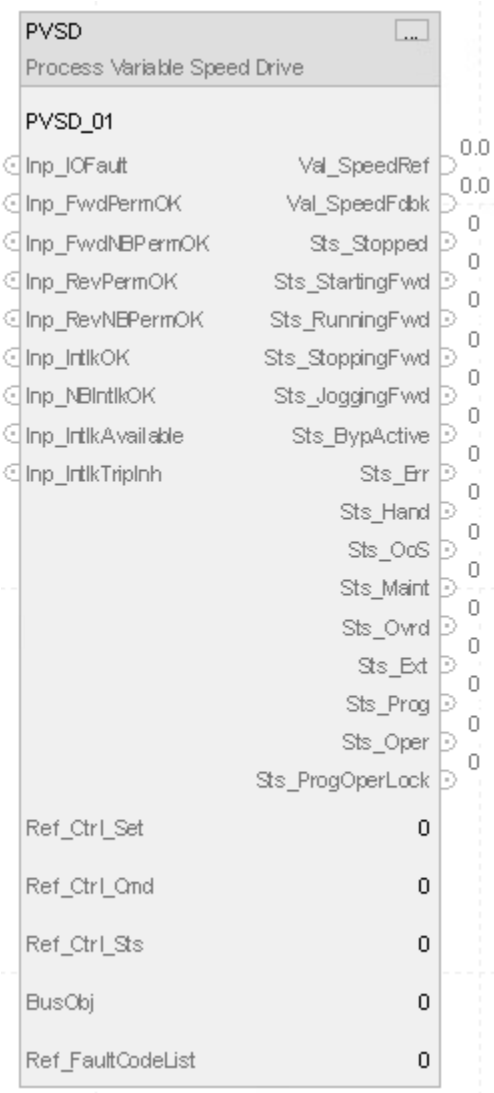 PVSD ...
Process Variable Speed Drive
PVSD_01
Inp_IOFault Val_SpeedRef 0.0
Inp_FwdPermOK Val_SpeedFdbk 0.0
Inp_FwdNBPermOK Sts_Stopped 0
Inp_RevPermOK Sts_StartingFwd 0
Inp_RevNBPermOK Sts_RunningFwd 0
Inp_IntlkOK Sts_StoppingFwd 0
Inp_NBIntlkOK Sts_JoggingFwd 0
Inp_IntlkAvailable Sts_BypActive 0
Inp_IntlkTripInh Sts_Err 0
Sts_Hand 0
Sts_OoS 0
Sts_Maint 0
Sts_Ovrd 0
Sts_Ext 0
Sts_Prog 0
Sts_Oper 0
Sts_ProgOperLock 0
Ref_Ctrl_Set 0
Ref_Ctrl_Cmd 0
Ref_Ctrl_Sts 0
BusObj 0
Ref_FaultCodeList 0